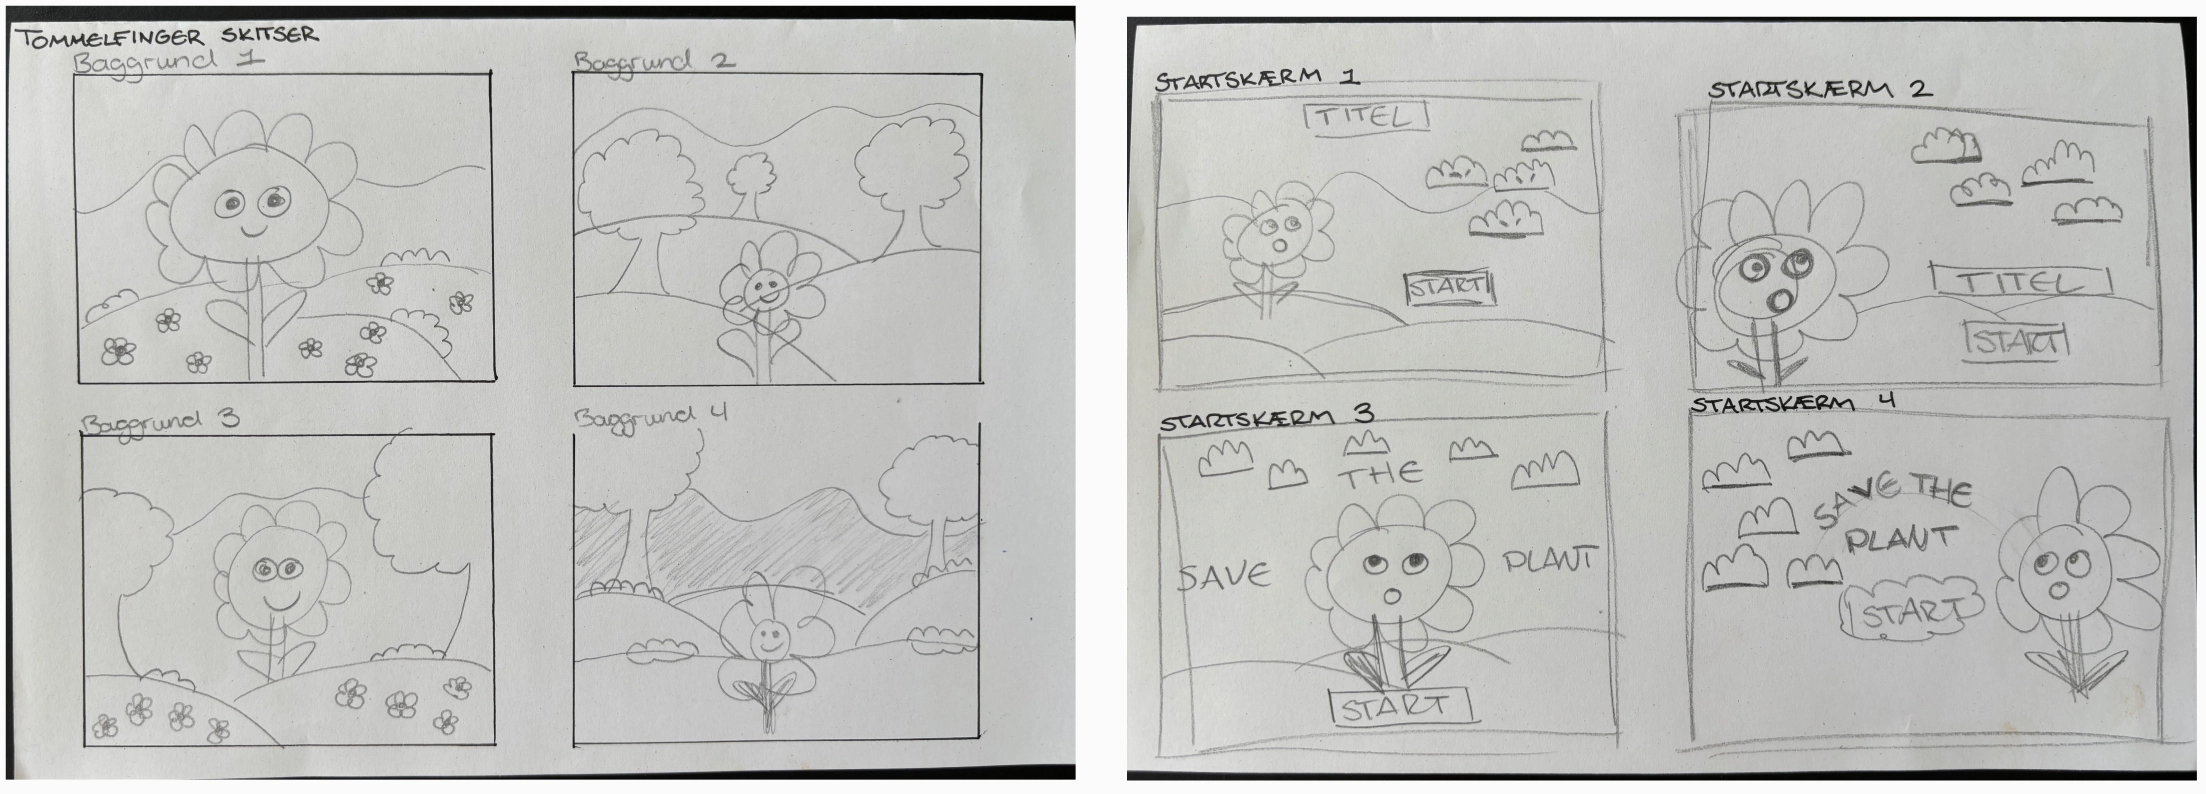 TOMMELFINGER SKITSER
Baggrund 1
Baggrund 2
Baggrund 3
Baggrund 4
STARTSKÆRM 1
TITEL
START
STARTSKÆRM 2
TITEL
START
STARTSKÆRM 3
THE
SAVE
PLANT
START
STARTSKÆRM 4
SAVE THE
PLANT
START